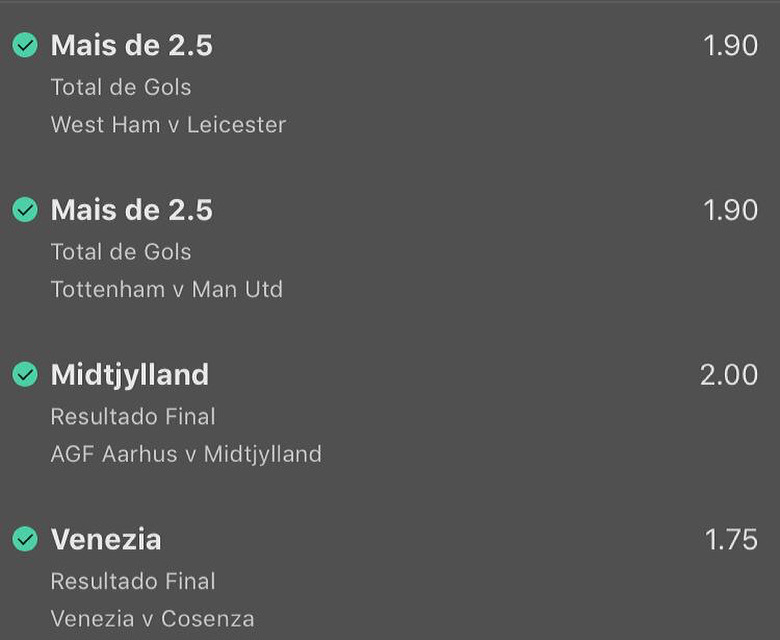 Mais de 2.5 1.90
Total de Gols
West Ham v Leicester
Mais de 2.5 1.90
Total de Gols
Tottenham v Man Utd
Midtjylland 2.00
Resultado Final
AGF Aarhus v Midtjylland
Venezia 1.75
Resultado Final
Venezia v Cosenza